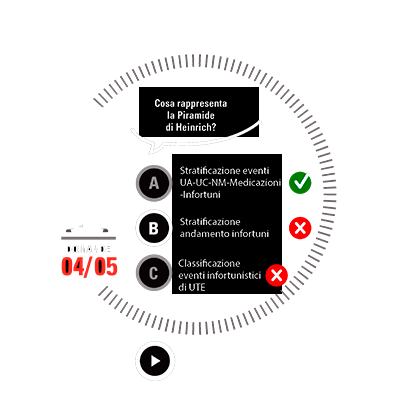 Cosa rappresenta
la Piramide
di Heinrich?
A
Stratificazione eventi
UA-UC-NM-Medicazioni
-Infortuni
B
Stratificazione
andamento infortuni
C
Classificazione
eventi infortunistici
di UTE
04/05